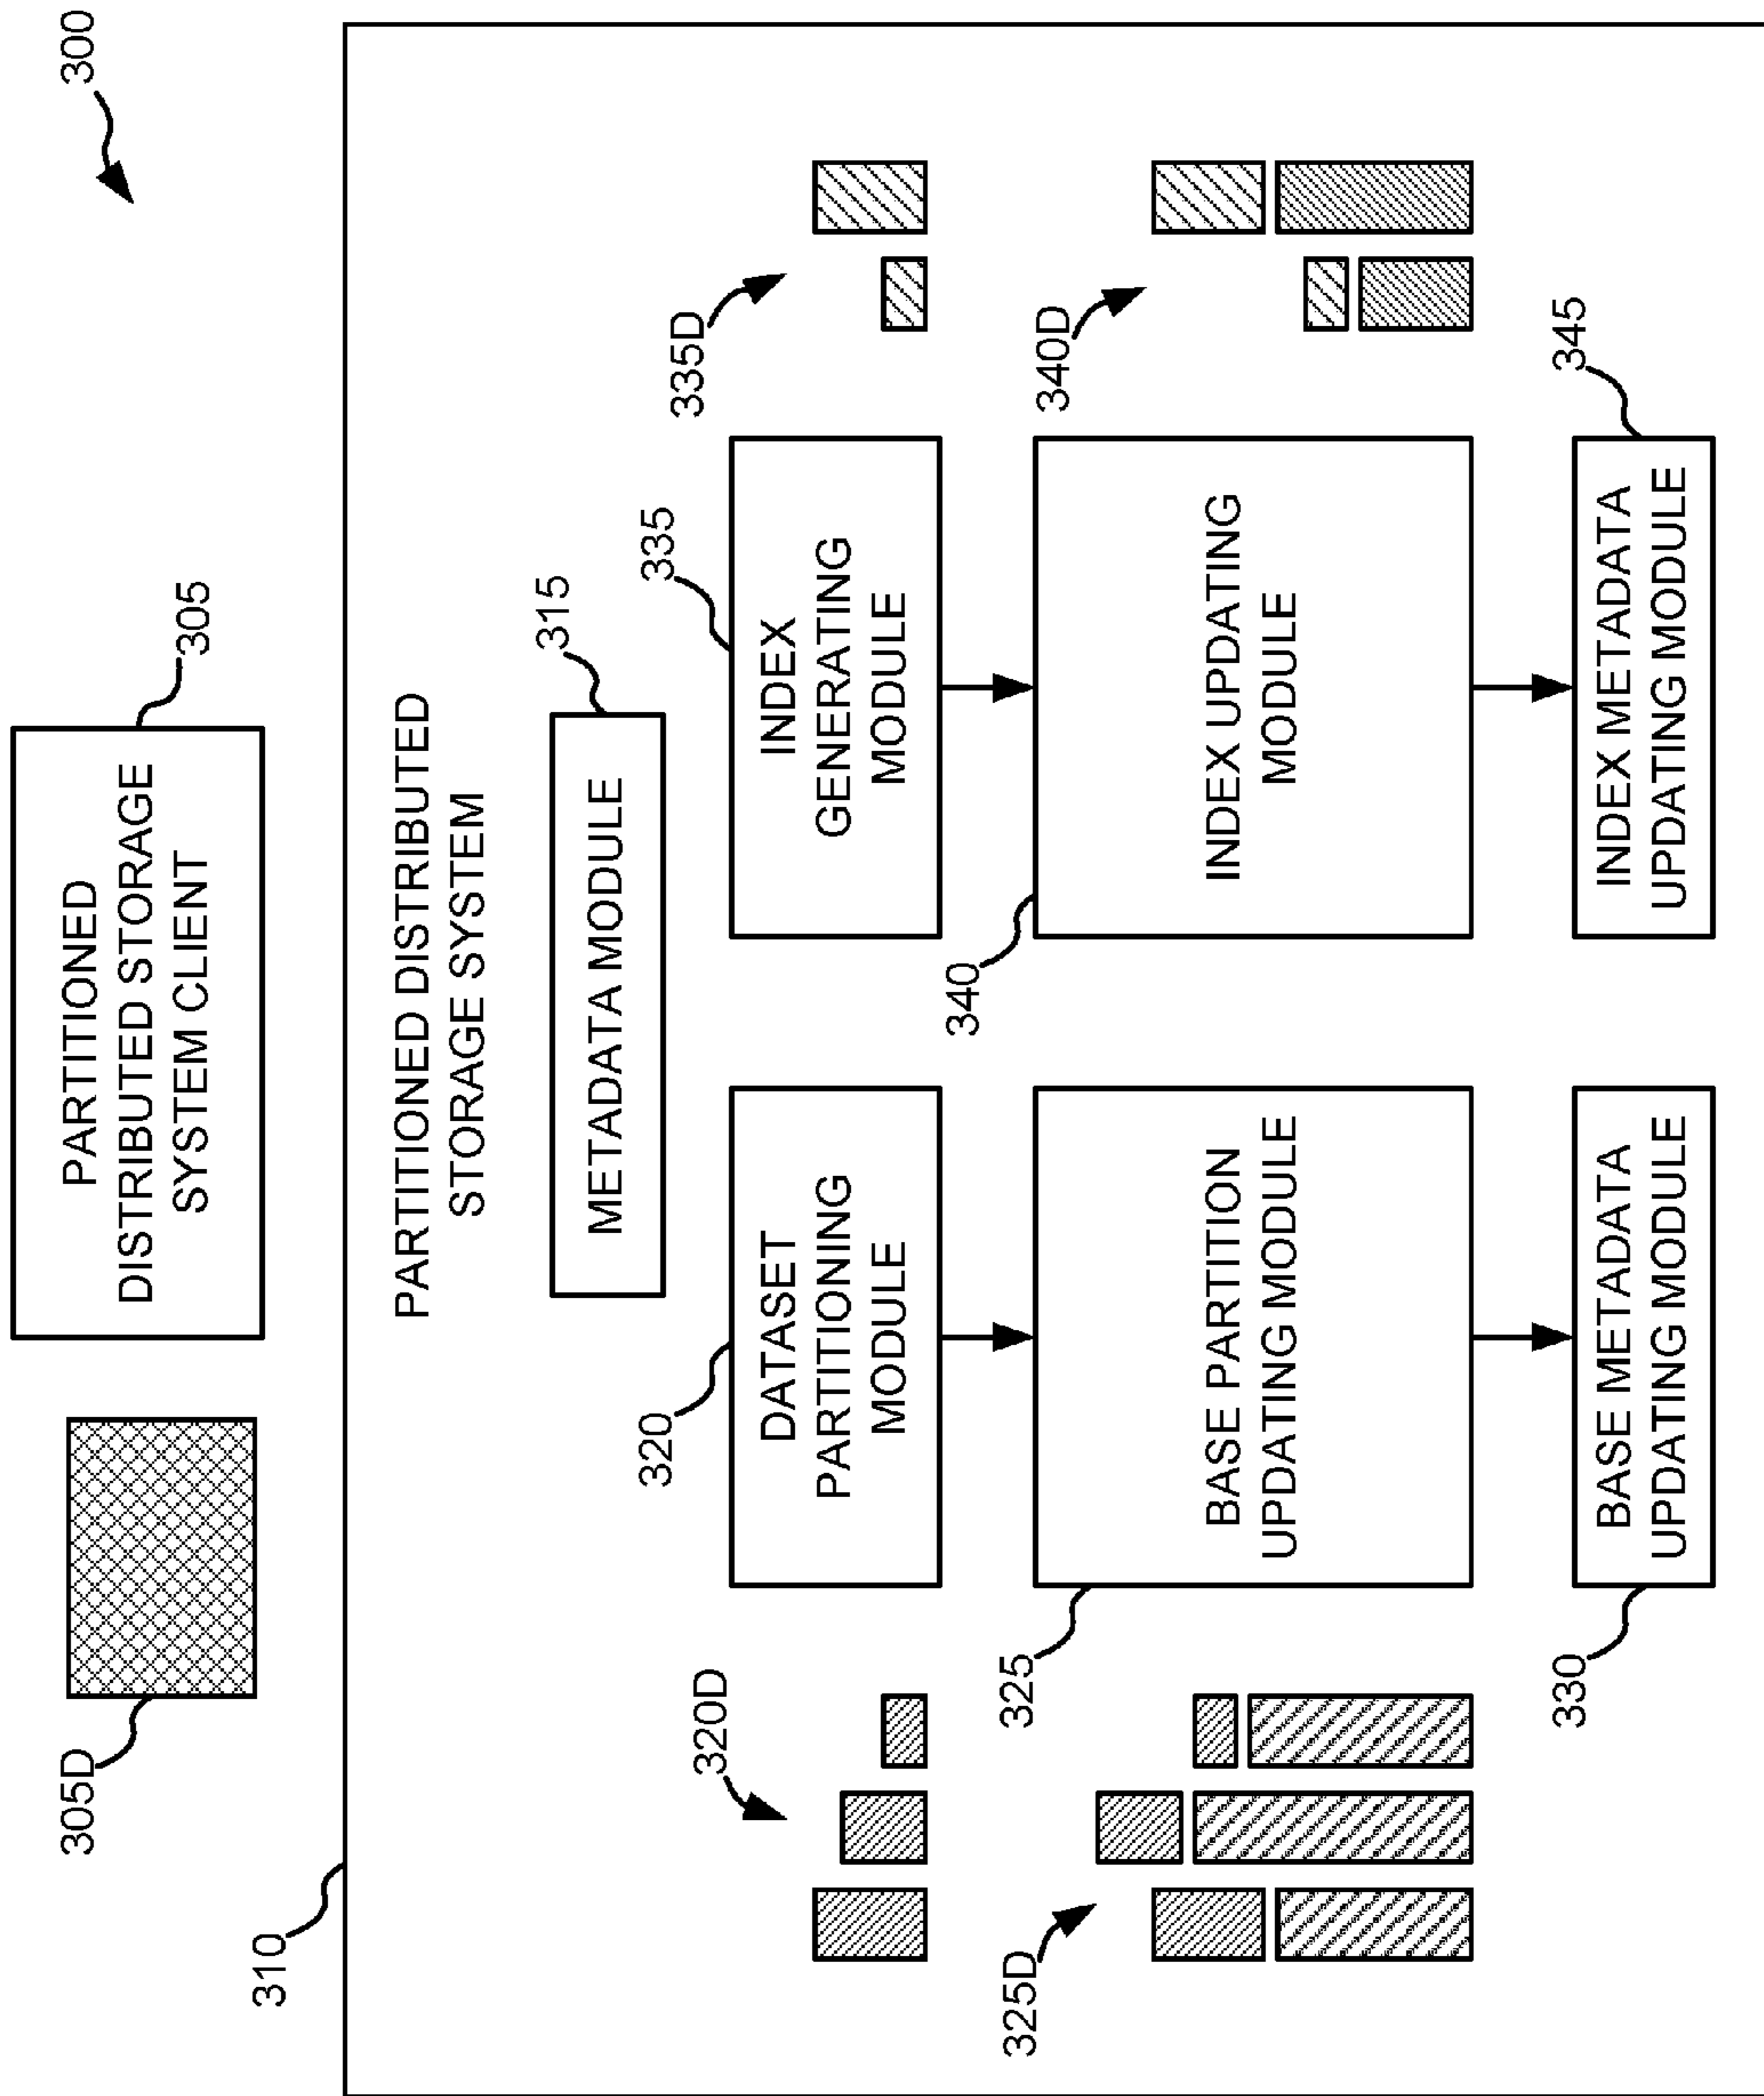 300
PARTITIONED
DISTRIBUTED STORAGE
SYSTEM CLIENT
305
305D
310
PARTITIONED DISTRIBUTED
STORAGE SYSTEM
METADATA MODULE
315
320D
320
DATASET
PARTITIONING
MODULE
335
INDEX
GENERATING
MODULE
335D
325D
325
BASE PARTITION
UPDATING MODULE
340
INDEX UPDATING
MODULE
340D
330
BASE METADATA
UPDATING MODULE
INDEX METADATA
UPDATING MODULE
345